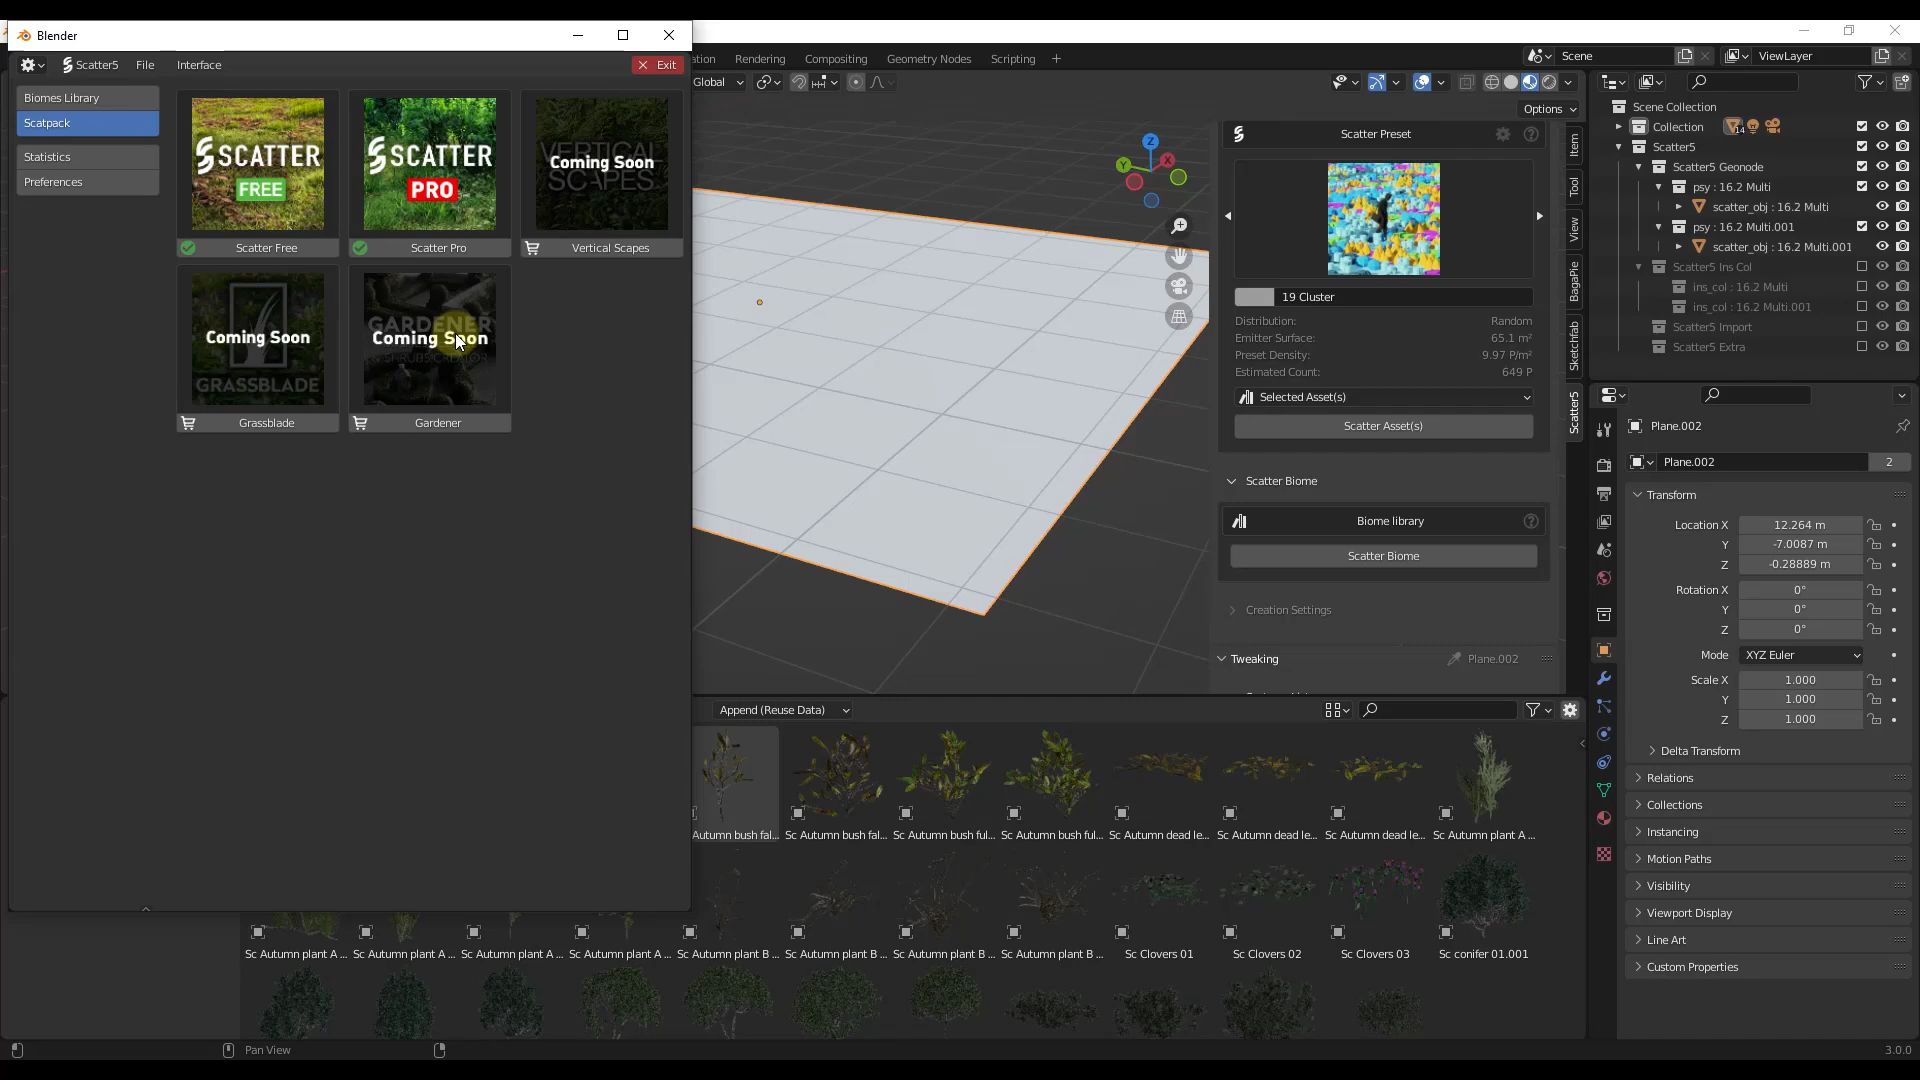 Blender
Scatter5 File Interface Exit
Biomes Library
Scatpack
Statistics
Preferences
SCATTER
FREE
Scatter Free
SCATTER
PRO
Scatter Pro
VERTICAL
Coming Soon
SCAPES
Vertical Scapes
Coming Soon
GRASSBLADE
Grassblade
GARDENER
Coming Soon
Gardener
Rendering Compositing Geometry Nodes Scripting
Scene
ViewLayer
Global
Options
Z
Y
X
Item
Tool
View
BagaPie
Sketchfab
Scatter5
Scatter Preset
19 Cluster
Distribution: Random
Emitter Surface: 65.1 m²
Preset Density: 9.97 P/m²
Estimated Count: 649 P
Selected Asset(s)
Scatter Asset(s)
Scatter Biome
Biome library
Scatter Biome
Creation Settings
Tweaking Plane.002
Scene Collection
Collection 14
Scatter5
Scatter5 Geonode
psy : 16.2 Multi
scatter_obj : 16.2 Multi
psy : 16.2 Multi.001
scatter_obj : 16.2 Multi.001
Scatter5 Ins Col
ins_col : 16.2 Multi
ins_col : 16.2 Multi.001
Scatter5 Import
Scatter5 Extra
Plane.002
Plane.002 2
Transform
Location X 12.264 m
Y -7.0087 m
Z -0.28889 m
Rotation X 0°
Y 0°
Z 0°
Mode XYZ Euler
Scale X 1.000
Y 1.000
Z 1.000
Delta Transform
Relations
Collections
Instancing
Motion Paths
Visibility
Viewport Display
Line Art
Custom Properties
Append (Reuse Data)
Autumn bush fal... Sc Autumn bush fal... Sc Autumn bush ful... Sc Autumn bush ful... Sc Autumn dead le... Sc Autumn dead le... Sc Autumn dead le... Sc Autumn plant A ...
Sc Autumn plant A ... Sc Autumn plant A ... Sc Autumn plant A ... Sc Autumn plant A ... Sc Autumn plant B ... Sc Autumn plant B ... Sc Autumn plant B ... Sc Autumn plant B ... Sc Clovers 01 Sc Clovers 02 Sc Clovers 03 Sc conifer 01.001
Pan View
3.0.0